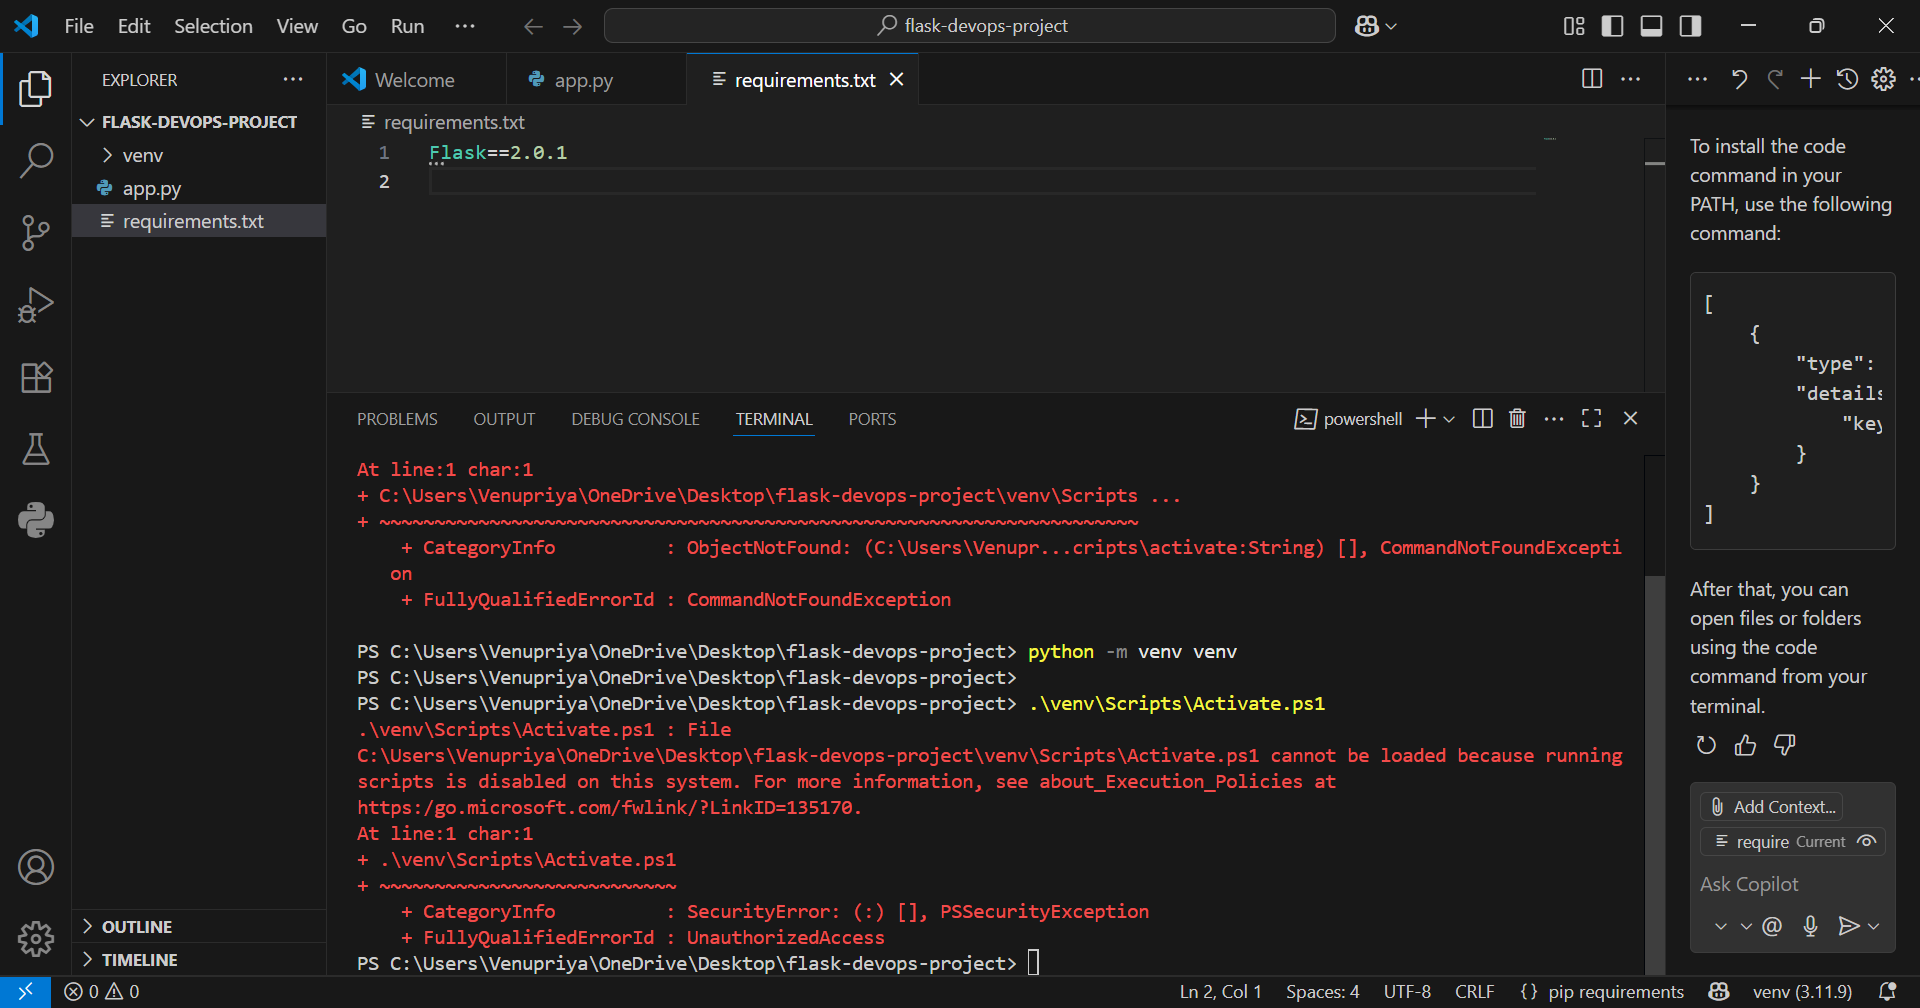 File Edit Selection View Go Run ···
flask-devops-project
EXPLORER ···
FLASK-DEVOPS-PROJECT
venv
app.py
requirements.txt
OUTLINE
TIMELINE
Welcome
app.py
requirements.txt
requirements.txt
1 Flask==2.0.1
2
PROBLEMS OUTPUT DEBUG CONSOLE TERMINAL PORTS
powershell
At line:1 char:1
+ C:\Users\Venupriya\OneDrive\Desktop\flask-devops-project\venv\Scripts ...
+ ~~~~~~~~~~~~~~~~~~~~~~~~~~~~~~~~~~~~~~~~~~~~~~~~~~~~~~~~~~~~~~~~~~~~~
+ CategoryInfo : ObjectNotFound: (C:\Users\Venupr...cripts\activate:String) [], CommandNotFoundExcepti
on
+ FullyQualifiedErrorId : CommandNotFoundException
PS C:\Users\Venupriya\OneDrive\Desktop\flask-devops-project> python -m venv venv
PS C:\Users\Venupriya\OneDrive\Desktop\flask-devops-project>
PS C:\Users\Venupriya\OneDrive\Desktop\flask-devops-project> .\venv\Scripts\Activate.ps1
.\venv\Scripts\Activate.ps1 : File
C:\Users\Venupriya\OneDrive\Desktop\flask-devops-project\venv\Scripts\Activate.ps1 cannot be loaded because running
scripts is disabled on this system. For more information, see about_Execution_Policies at
https:/go.microsoft.com/fwlink/?LinkID=135170.
At line:1 char:1
+ .\venv\Scripts\Activate.ps1
+ ~~~~~~~~~~~~~~~~~~~~~~~~~~~
+ CategoryInfo : SecurityError: (:) [], PSSecurityException
+ FullyQualifiedErrorId : UnauthorizedAccess
PS C:\Users\Venupriya\OneDrive\Desktop\flask-devops-project>
To install the code
command in your
PATH, use the following
command:
[
{
"type":
"details
"key
}
}
]
After that, you can
open files or folders
using the code
command from your
terminal.
Add Context...
require Current
Ask Copilot
@
0 0
Ln 2, Col 1 Spaces: 4 UTF-8 CRLF {} pip requirements venv (3.11.9)